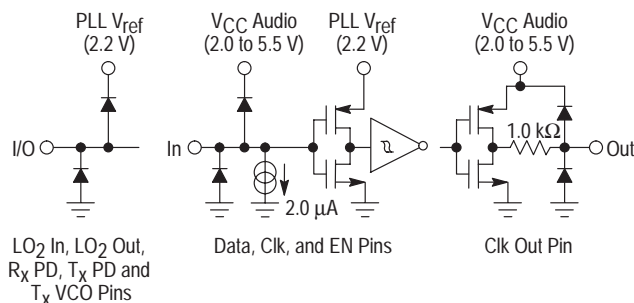 PLL Vref
(2.2 V)
VCC Audio
(2.0 to 5.5 V)
PLL Vref
(2.2 V)
VCC Audio
(2.0 to 5.5 V)
I/O
In
2.0 µA
1.0 kΩ
Out
LO2 In, LO2 Out,
RX PD, TX PD and
TX VCO Pins
Data, Clk, and EN Pins
Clk Out Pin